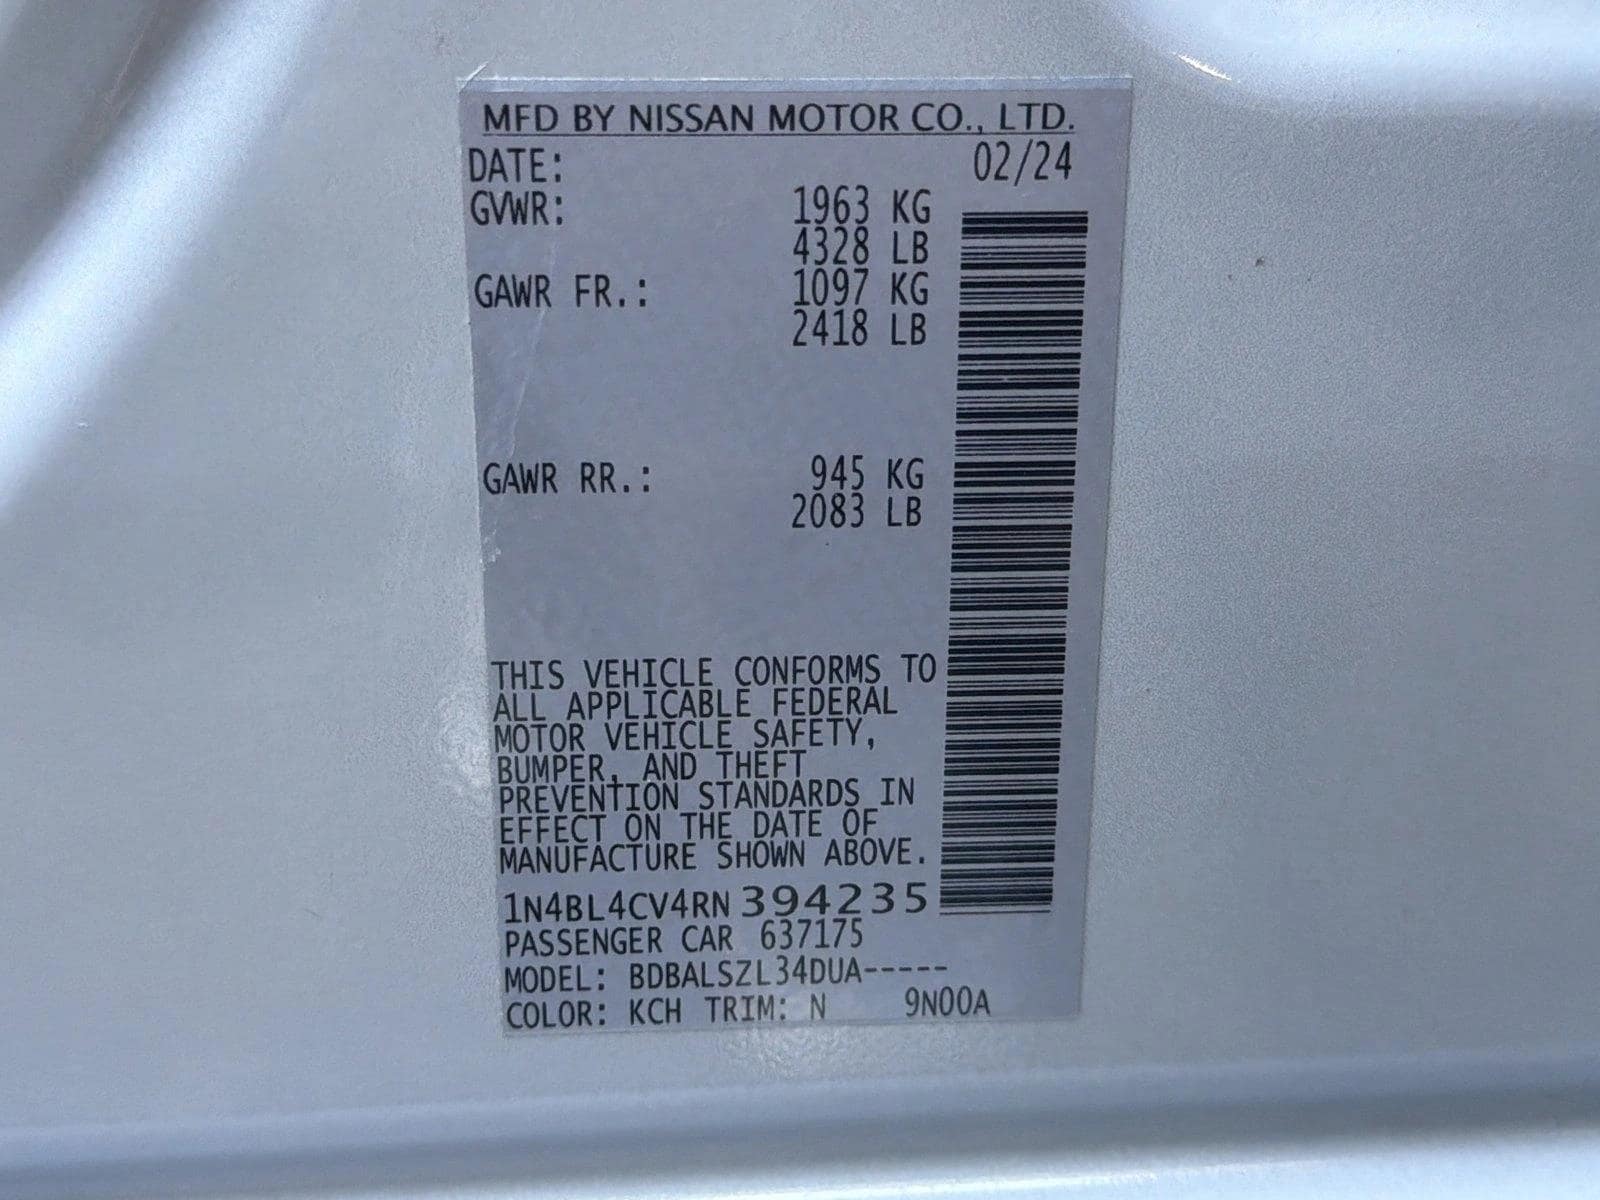 MFD BY NISSAN MOTOR CO., LTD.
DATE: 02/24
GVWR: 1963 KG
4328 LB
GAWR FR.: 1097 KG
2418 LB
GAWR RR.: 945 KG
2083 LB
THIS VEHICLE CONFORMS TO
ALL APPLICABLE FEDERAL
MOTOR VEHICLE SAFETY,
BUMPER, AND THEFT
PREVENTION STANDARDS IN
EFFECT ON THE DATE OF
MANUFACTURE SHOWN ABOVE.
1N4BL4CV4RN394235
PASSENGER CAR 637175
MODEL: BDBALSZL34DUA-----
COLOR: KCH TRIM: N 9N00A